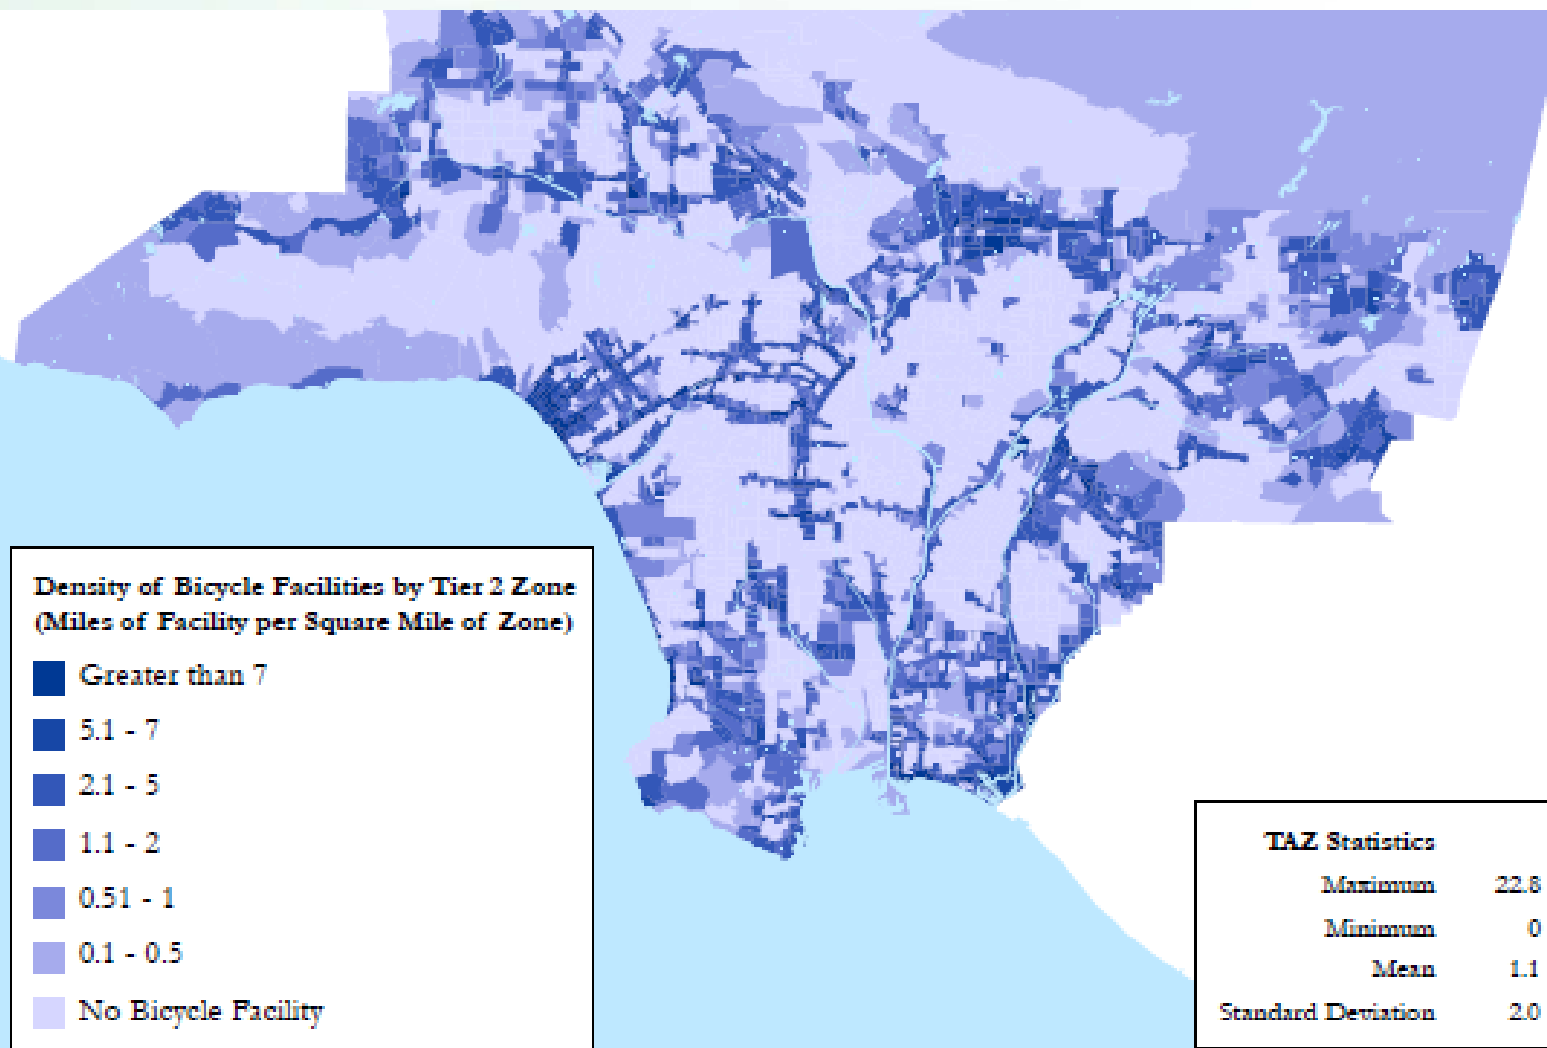 Density of Bicycle Facilities by Tier 2 Zone
(Miles of Facility per Square Mile of Zone)
Greater than 7
5.1 - 7
2.1 - 5
1.1 - 2
0.51 - 1
0.1 - 0.5
No Bicycle Facility
TAZ Statistics
Maximum 22.8
Minimum 0
Mean 1.1
Standard Deviation 2.0